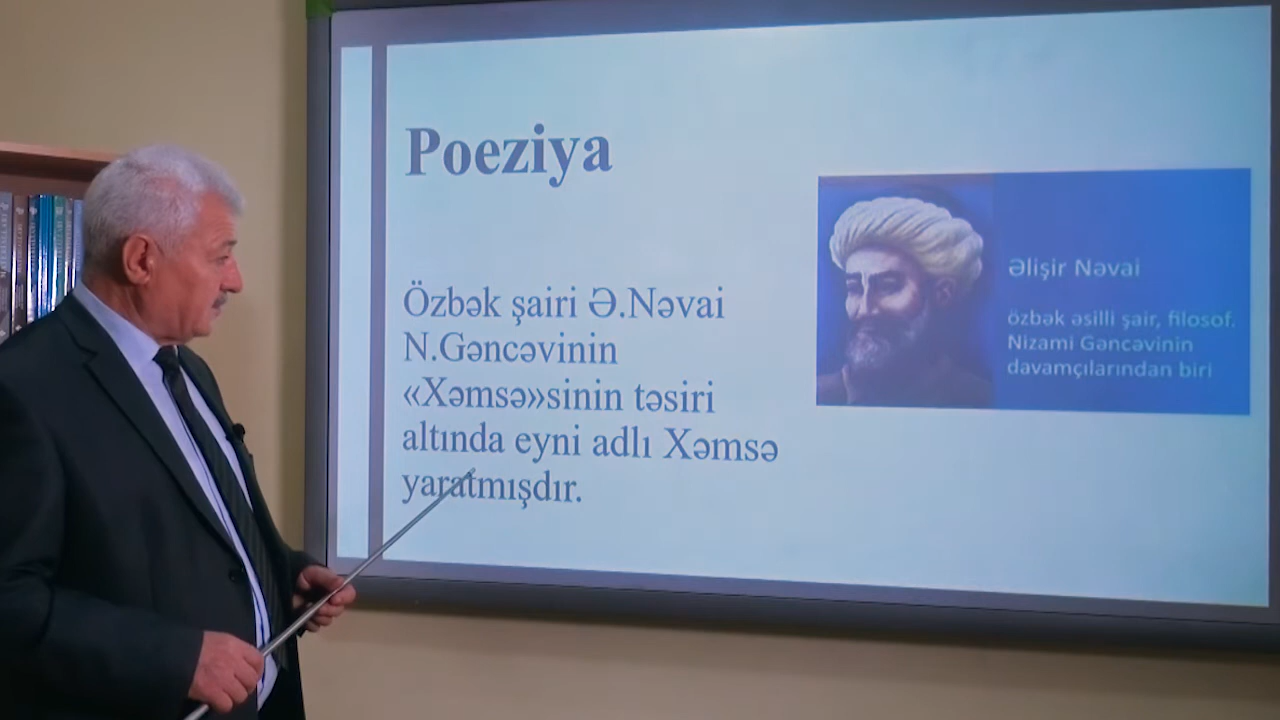 Poeziya
Özbək şairi Ə.Nəvai
N.Gəncəvinin
«Xəmsə»sinin təsiri
altında eyni adlı Xəmsə
yaratmışdır.
Əlişir Nəvai
özbək əsilli şair, filosof.
Nizami Gəncəvinin
davamçılarından biri